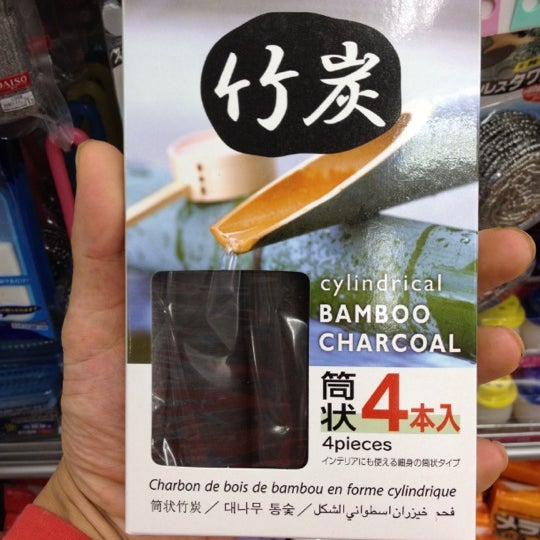 竹炭
cylindrical
BAMBOO
CHARCOAL
筒状
4本入
4pieces
インテリアにも使える細身の筒状タイプ
Charbon de bois de bambou en forme cylindrique
筒状竹炭／대나무 통숯／فحم خيزران اسطواني الشكل
DAISO